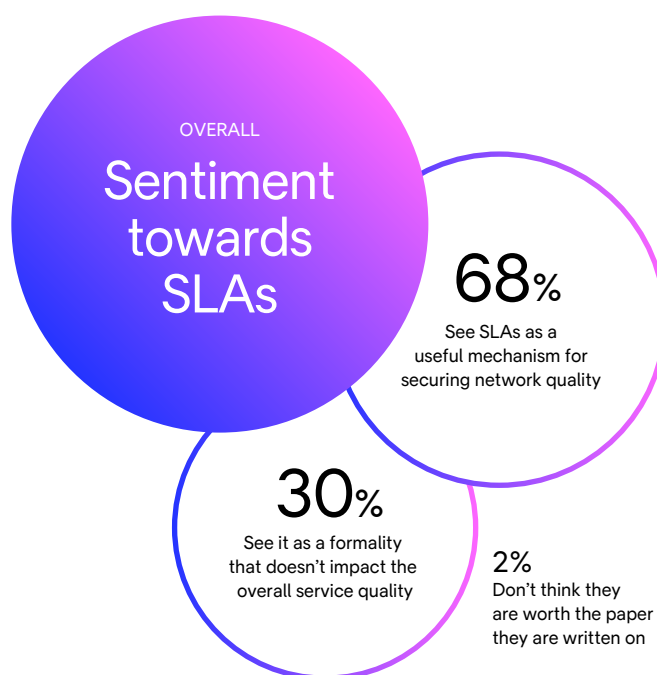 OVERALL
Sentiment
towards
SLAs
68%
See SLAs as a
useful mechanism for
securing network quality
30%
See it as a formality
that doesn’t impact the
overall service quality
2%
Don’t think they
are worth the paper
they are written on